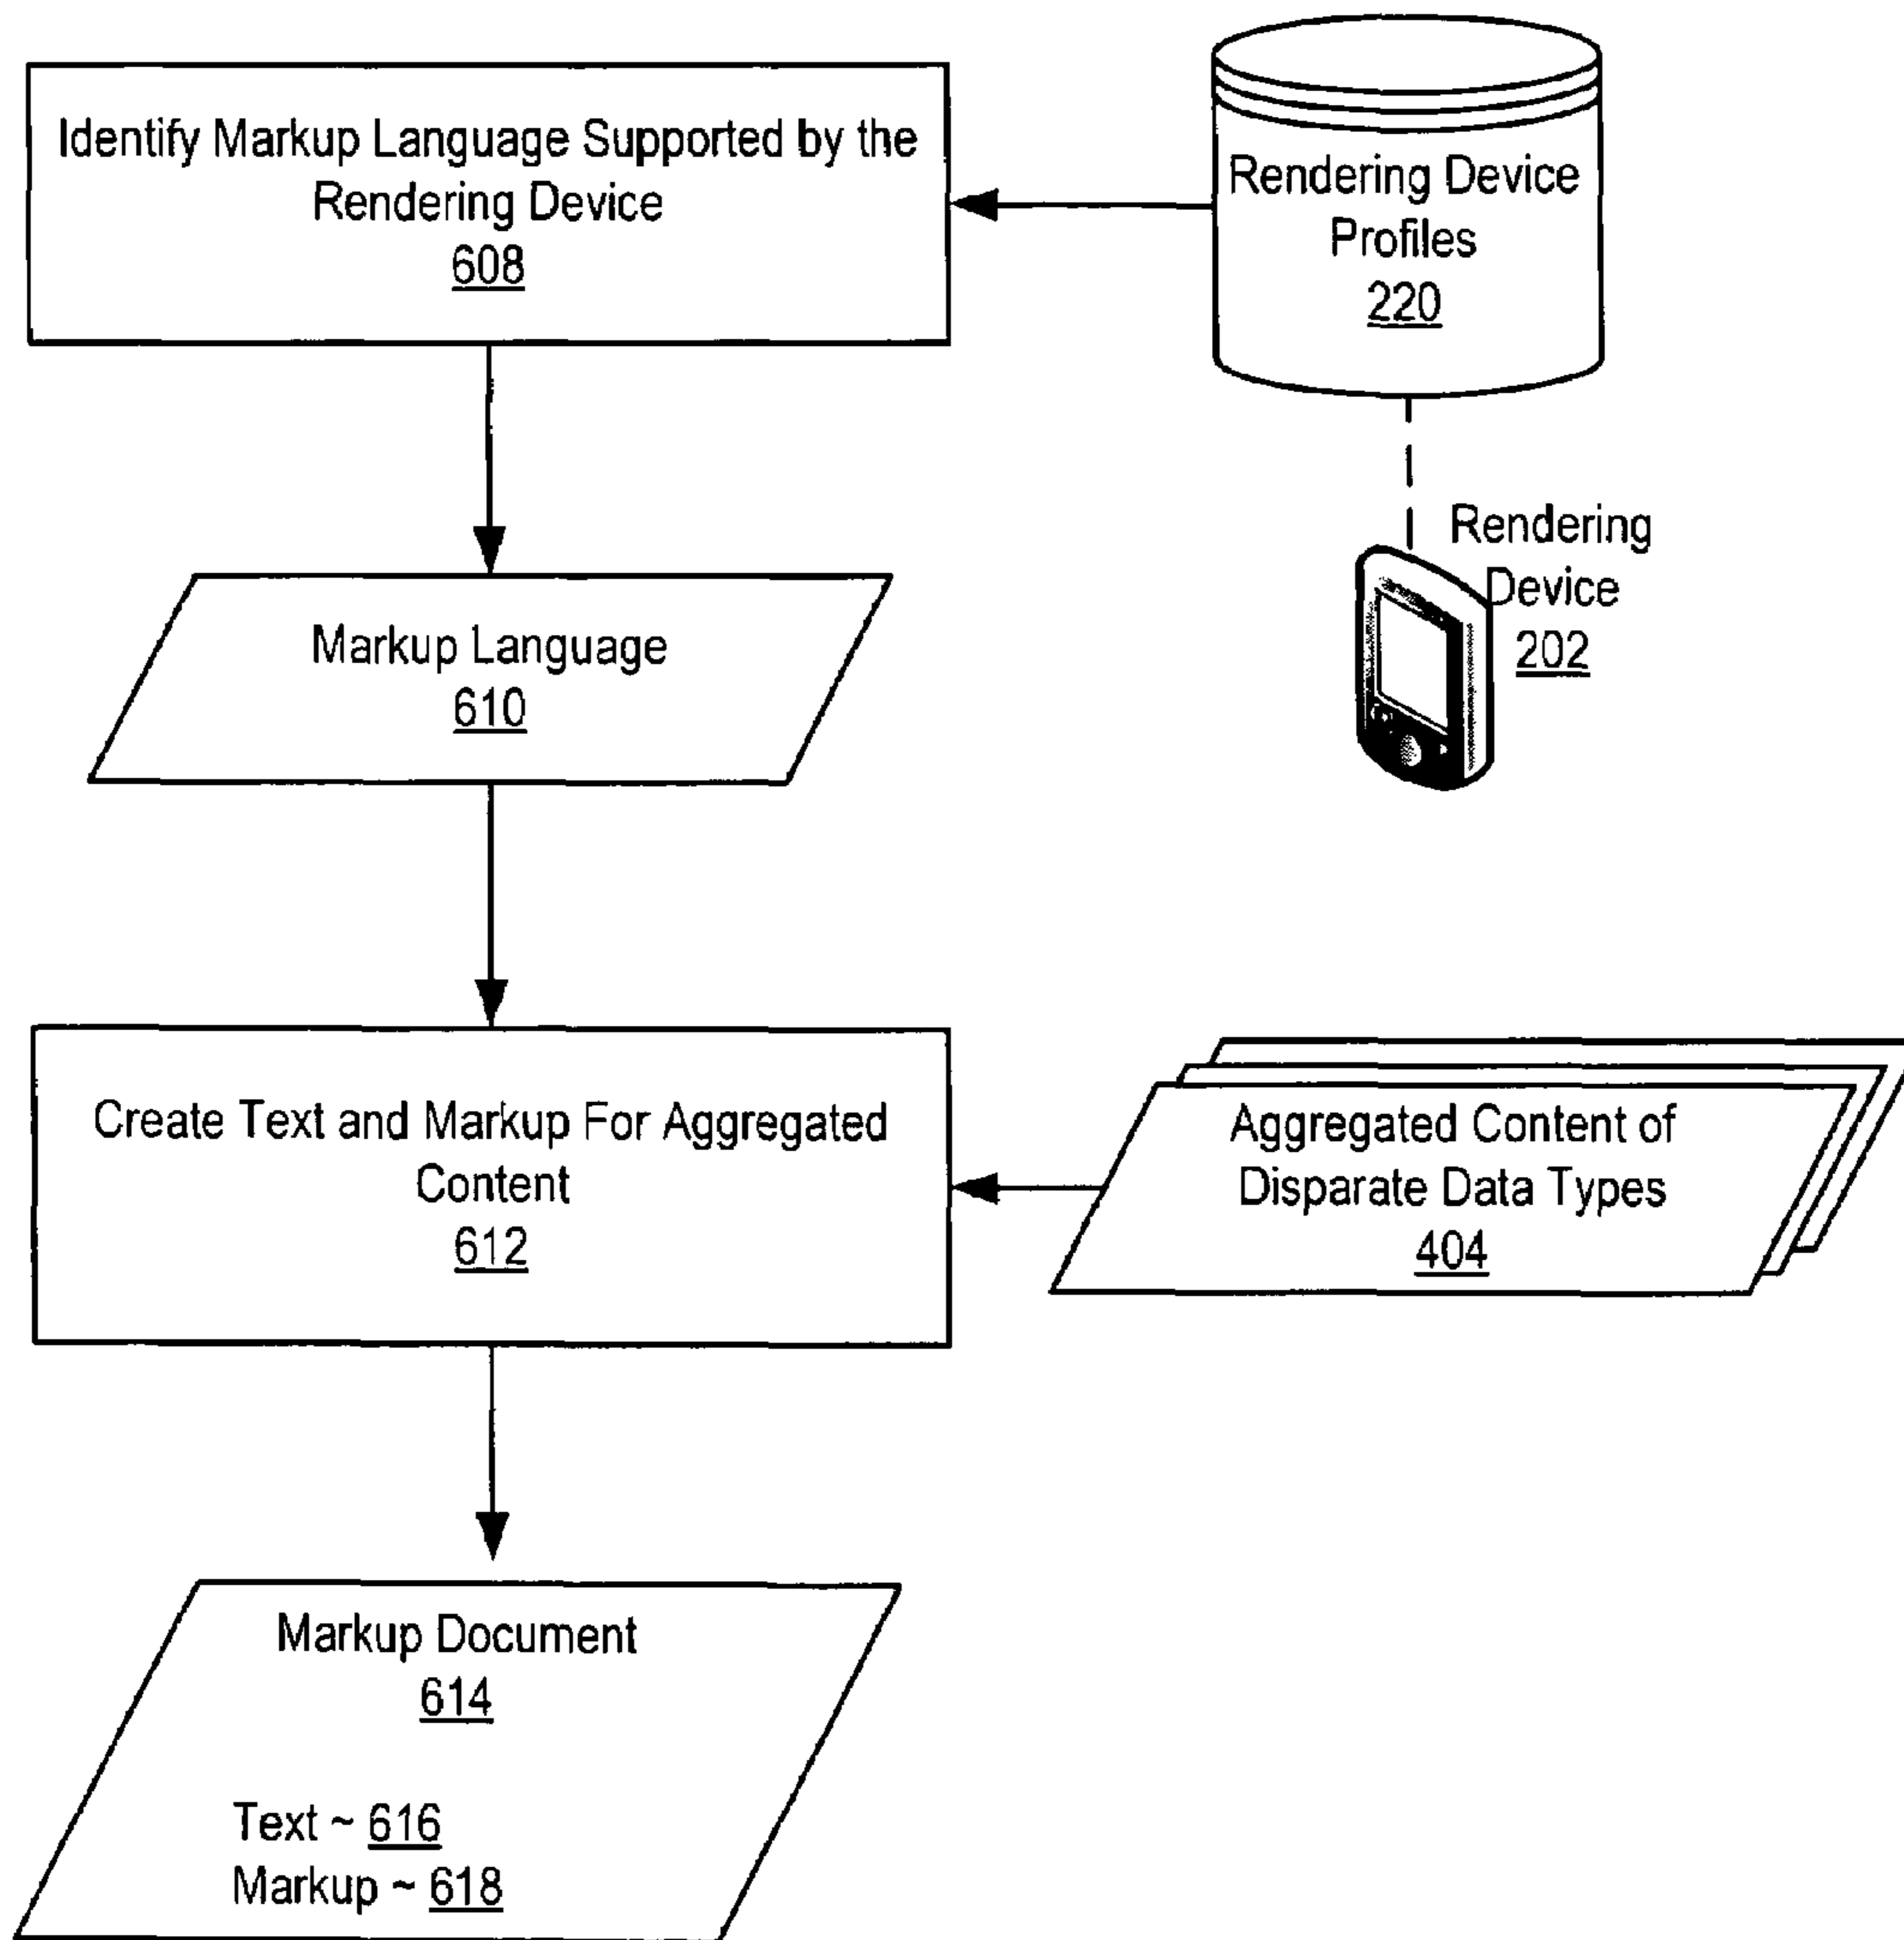 Identify Markup Language Supported by the
Rendering Device
608
Rendering Device
Profiles
220
Rendering
Device
202
Markup Language
610
Create Text and Markup For Aggregated
Content
612
Aggregated Content of
Disparate Data Types
404
Markup Document
614
Text ~ 616
Markup ~ 618